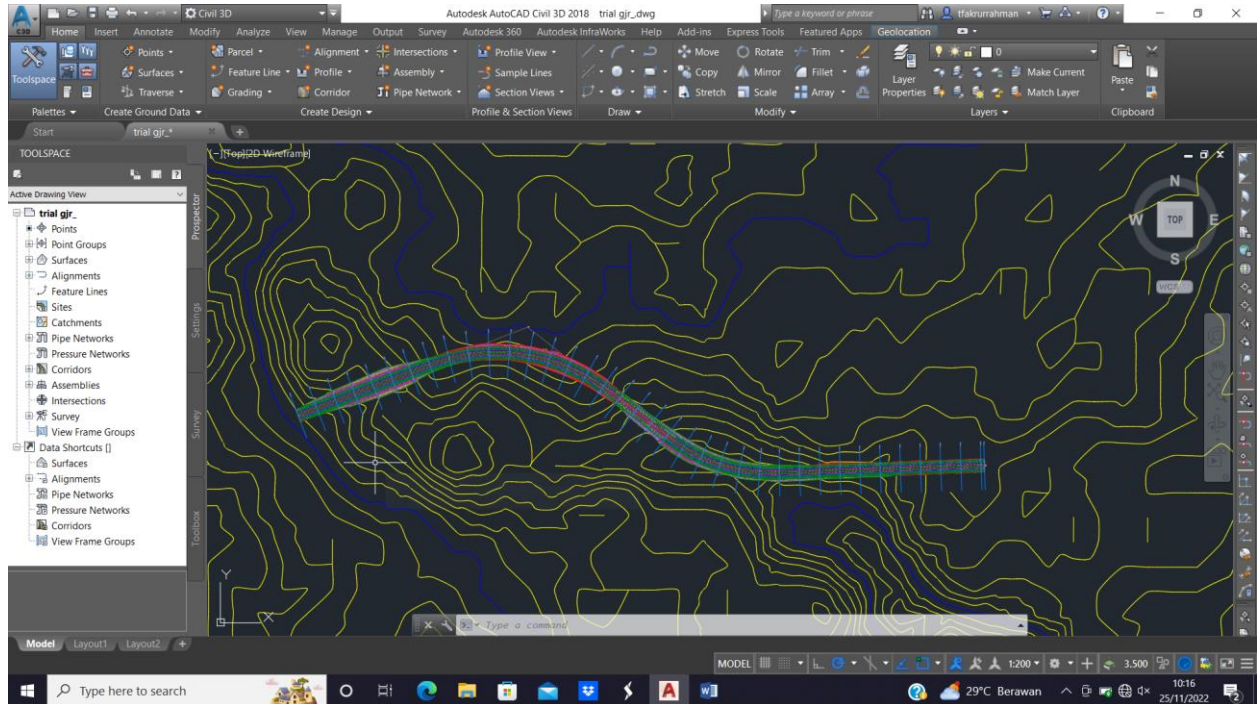 Civil 3D
Autodesk AutoCAD Civil 3D 2018 trial gjr_.dwg
Type a keyword or phrase
tfakrurrahman
C3D
Home Insert Annotate Modify Analyze View Manage Output Survey Autodesk 360 Autodesk InfraWorks Help Add-ins Express Tools Featured Apps Geolocation
Toolspace
Points
Parcel
Alignment
Intersections
Profile View
Move
Rotate
Trim
0
Surfaces
Feature Line
Profile
Assembly
Sample Lines
Copy
Mirror
Fillet
Layer Properties
Make Current
Paste
Traverse
Grading
Corridor
Pipe Network
Section Views
Stretch
Scale
Array
Match Layer
Palettes
Create Ground Data
Create Design
Profile & Section Views
Draw
Modify
Layers
Clipboard
Start
trial gjr_*
TOOLSPACE
[−][Top][2D Wireframe]
Active Drawing View
trial gjr_
Points
Point Groups
Surfaces
Alignments
Feature Lines
Sites
Catchments
Pipe Networks
Pressure Networks
Corridors
Assemblies
Intersections
Survey
View Frame Groups
Data Shortcuts []
Surfaces
Alignments
Pipe Networks
Pressure Networks
Corridors
View Frame Groups
Prospector
Settings
Survey
Toolbox
N
W
TOP
E
S
WCS
Y
X
Type a command
Model Layout1 Layout2 +
MODEL
1:200
3.500
Type here to search
29°C Berawan
10:16
25/11/2022
2